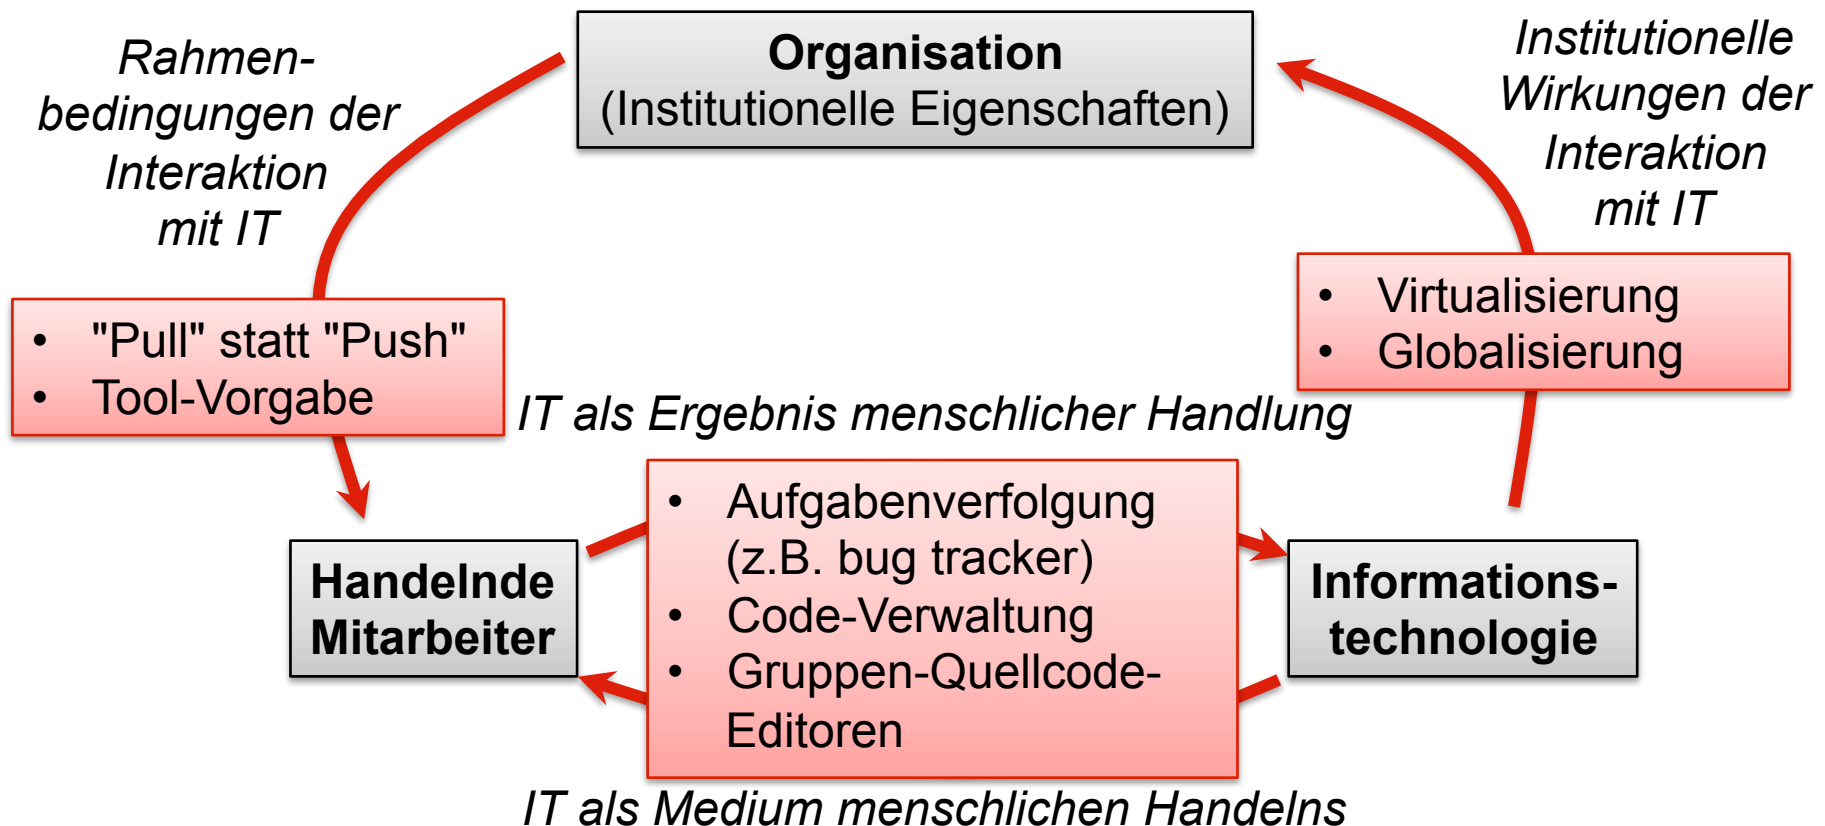 Rahmen-
bedingungen der
Interaktion
mit IT
Organisation
(Institutionelle Eigenschaften)
Institutionelle
Wirkungen der
Interaktion
mit IT
• "Pull" statt "Push"
• Tool-Vorgabe
• Virtualisierung
• Globalisierung
IT als Ergebnis menschlicher Handlung
Handelnde
Mitarbeiter
• Aufgabenverfolgung
(z.B. bug tracker)
• Code-Verwaltung
• Gruppen-Quellcode-
Editoren
Informations-
technologie
IT als Medium menschlichen Handelns